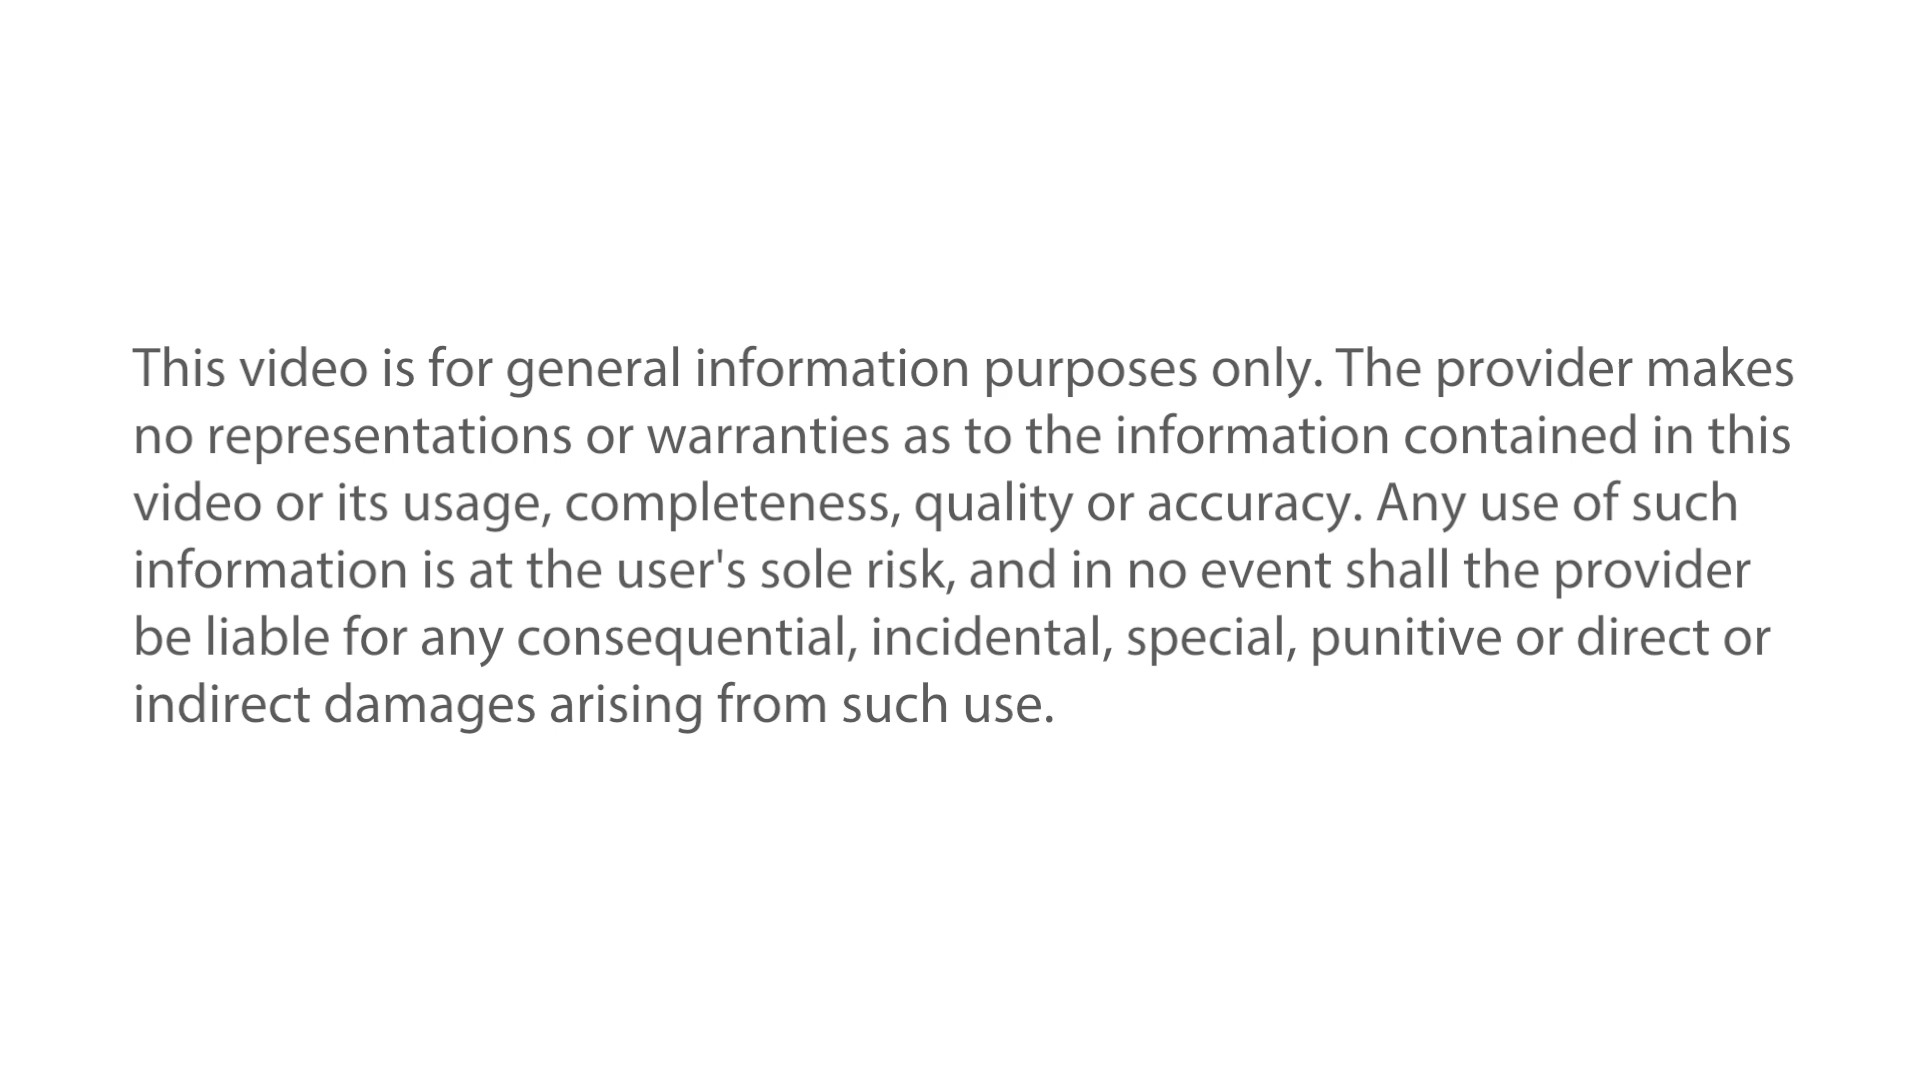 This video is for general information purposes only. The provider makes
no representations or warranties as to the information contained in this
video or its usage, completeness, quality or accuracy. Any use of such
information is at the user's sole risk, and in no event shall the provider
be liable for any consequential, incidental, special, punitive or direct or
indirect damages arising from such use.